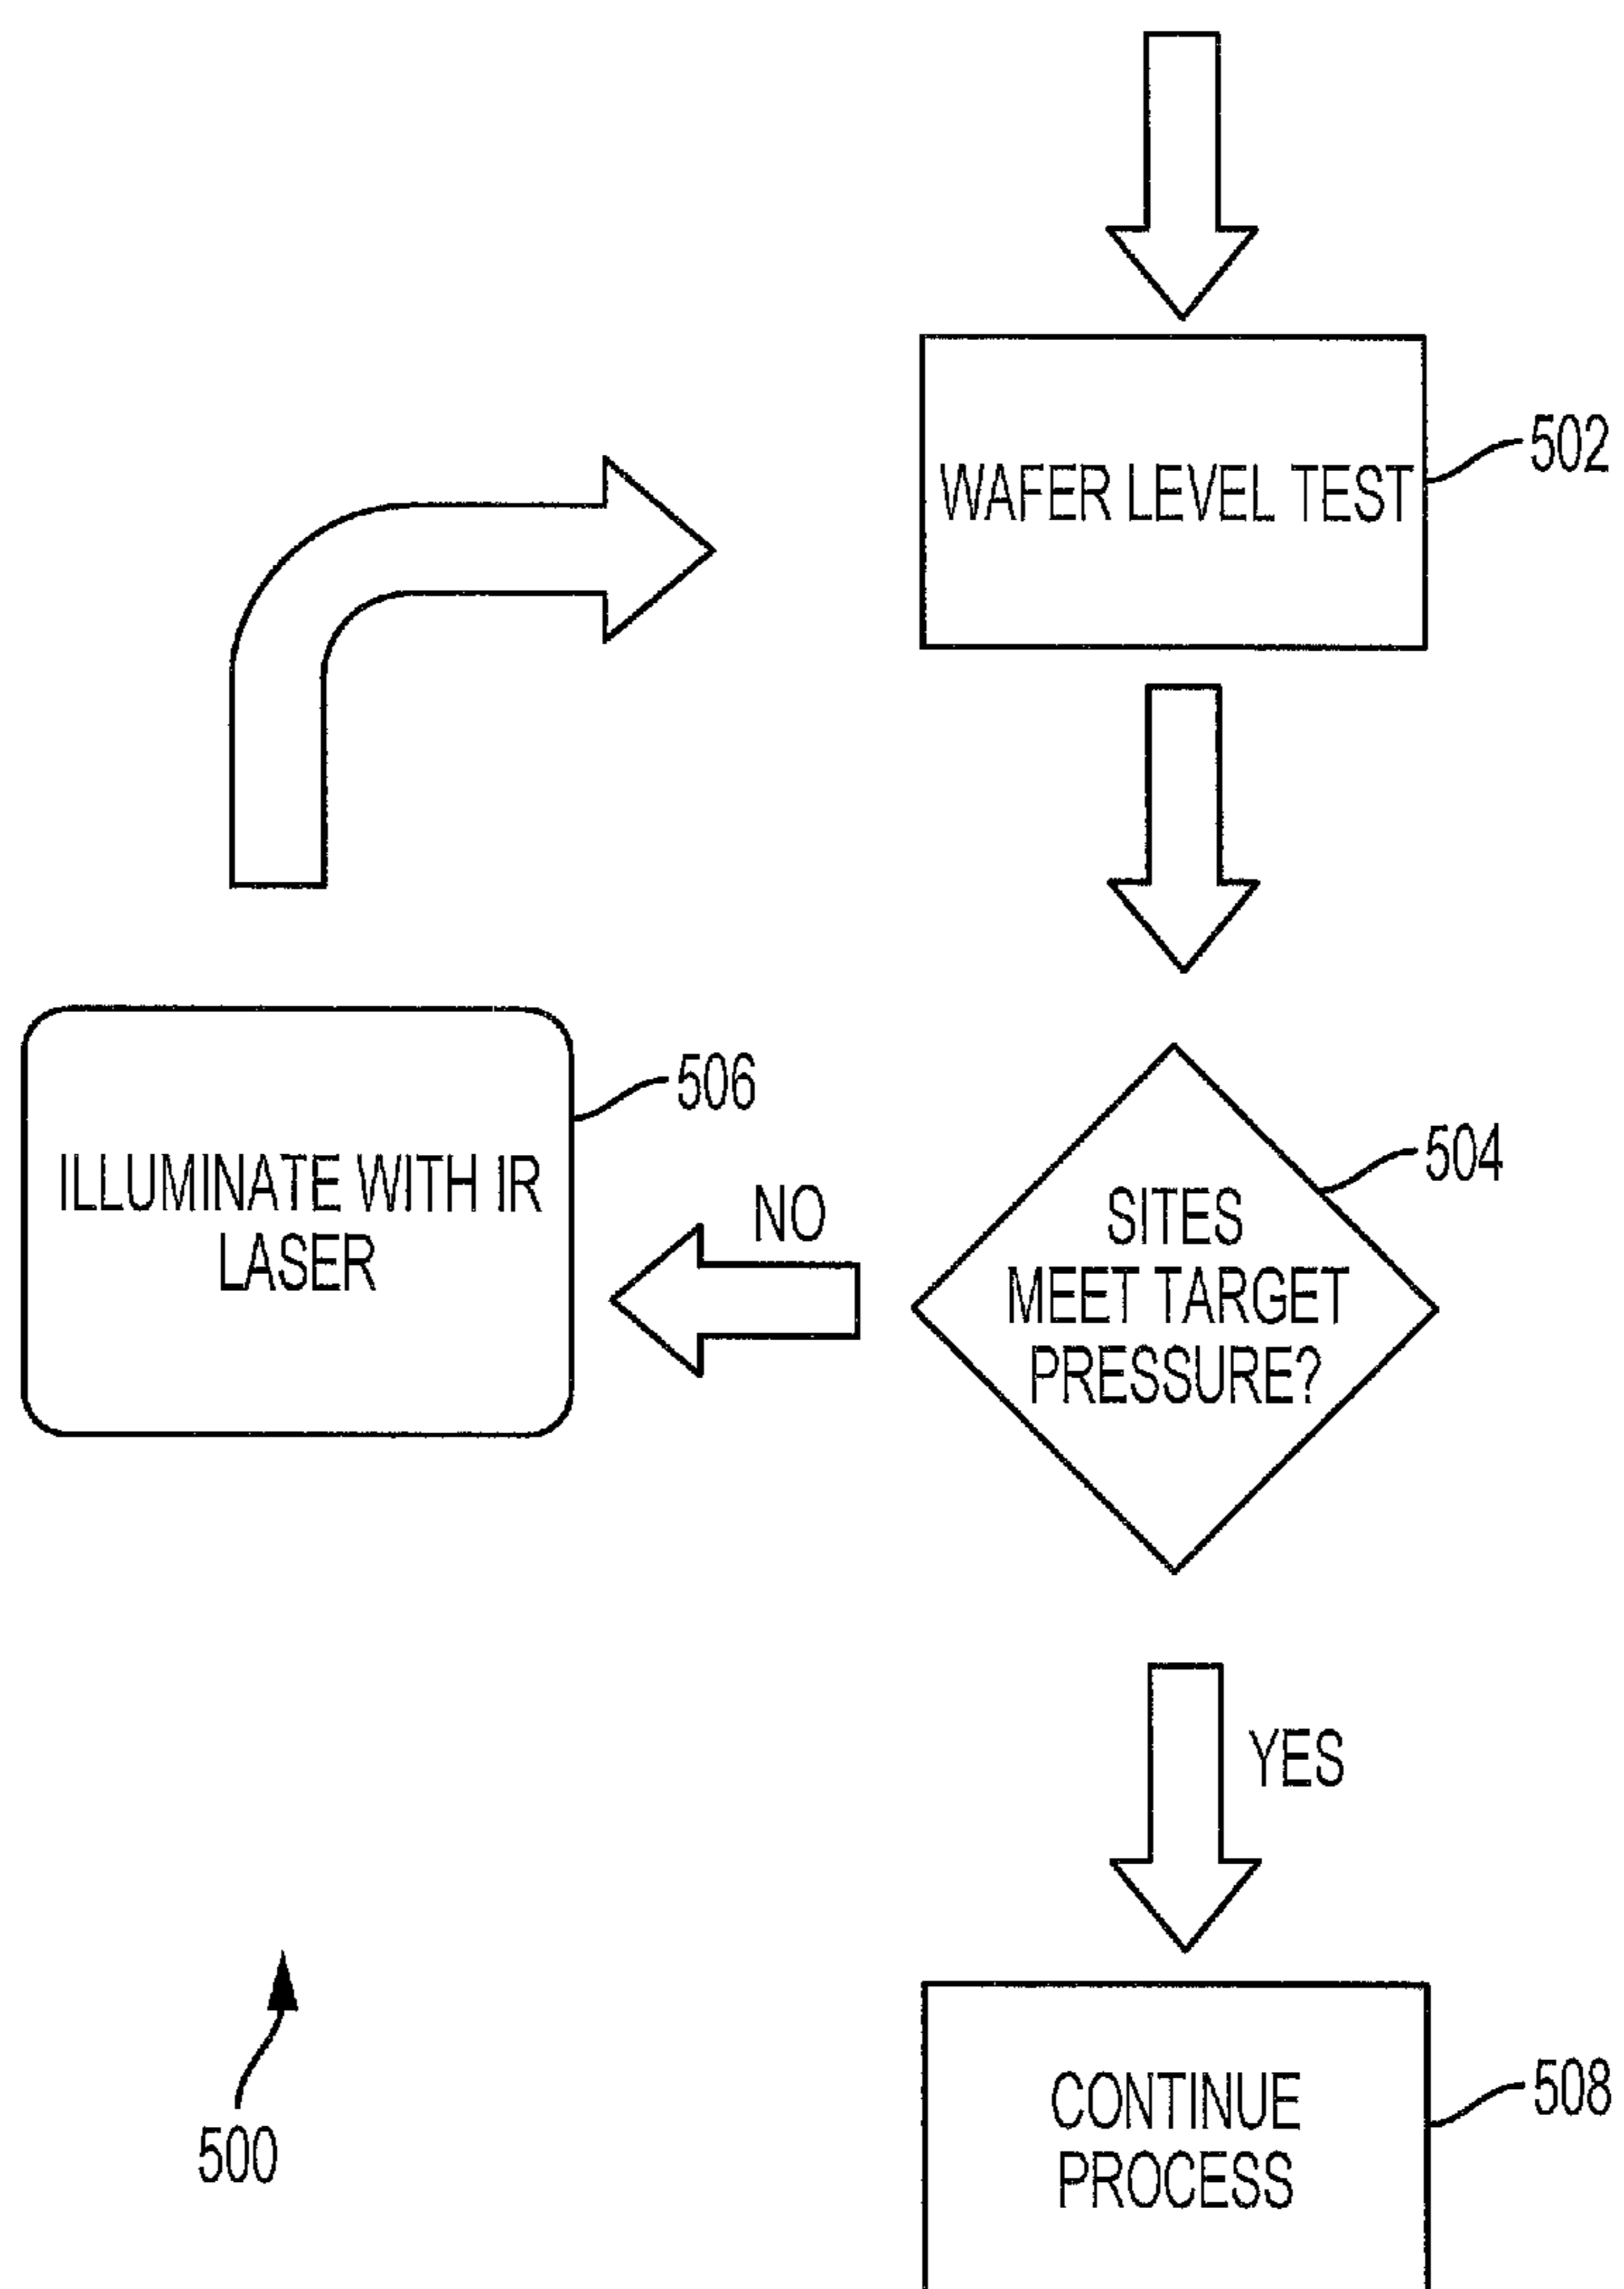 502
WAFER LEVEL TEST
506
504
ILLUMINATE WITH IR
LASER
NO
SITES
MEET TARGET
PRESSURE?
YES
508
CONTINUE
PROCESS
500